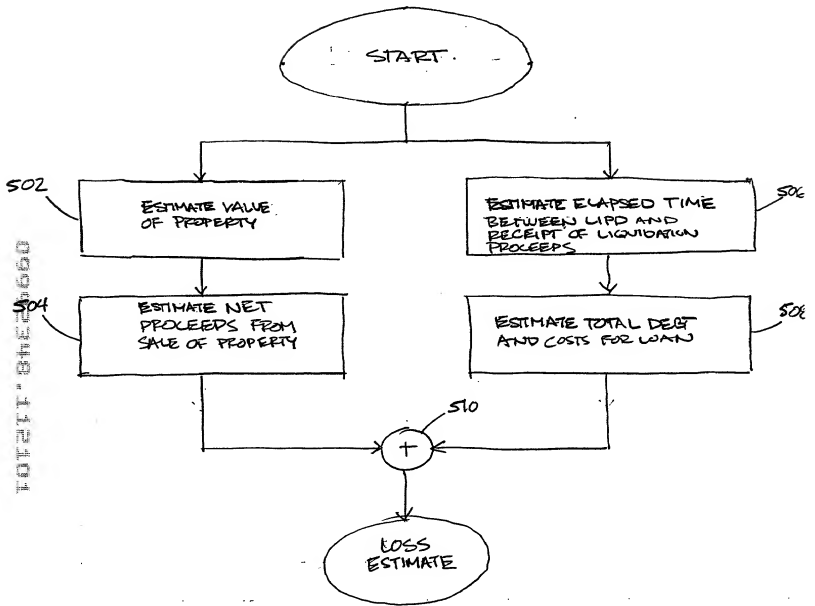 START.
502
ESTIMATE VALUE
OF PROPERTY
504
ESTIMATE NET
PROCEEDS FROM
SALE OF PROPERTY
506
ESTIMATE ELAPSED TIME
BETWEEN LIPD AND
RECEIPT OF LIQUIDATION
PROCEEDS
508
ESTIMATE TOTAL DEBT
AND COSTS FOR LOAN
510
+
LOSS
ESTIMATE